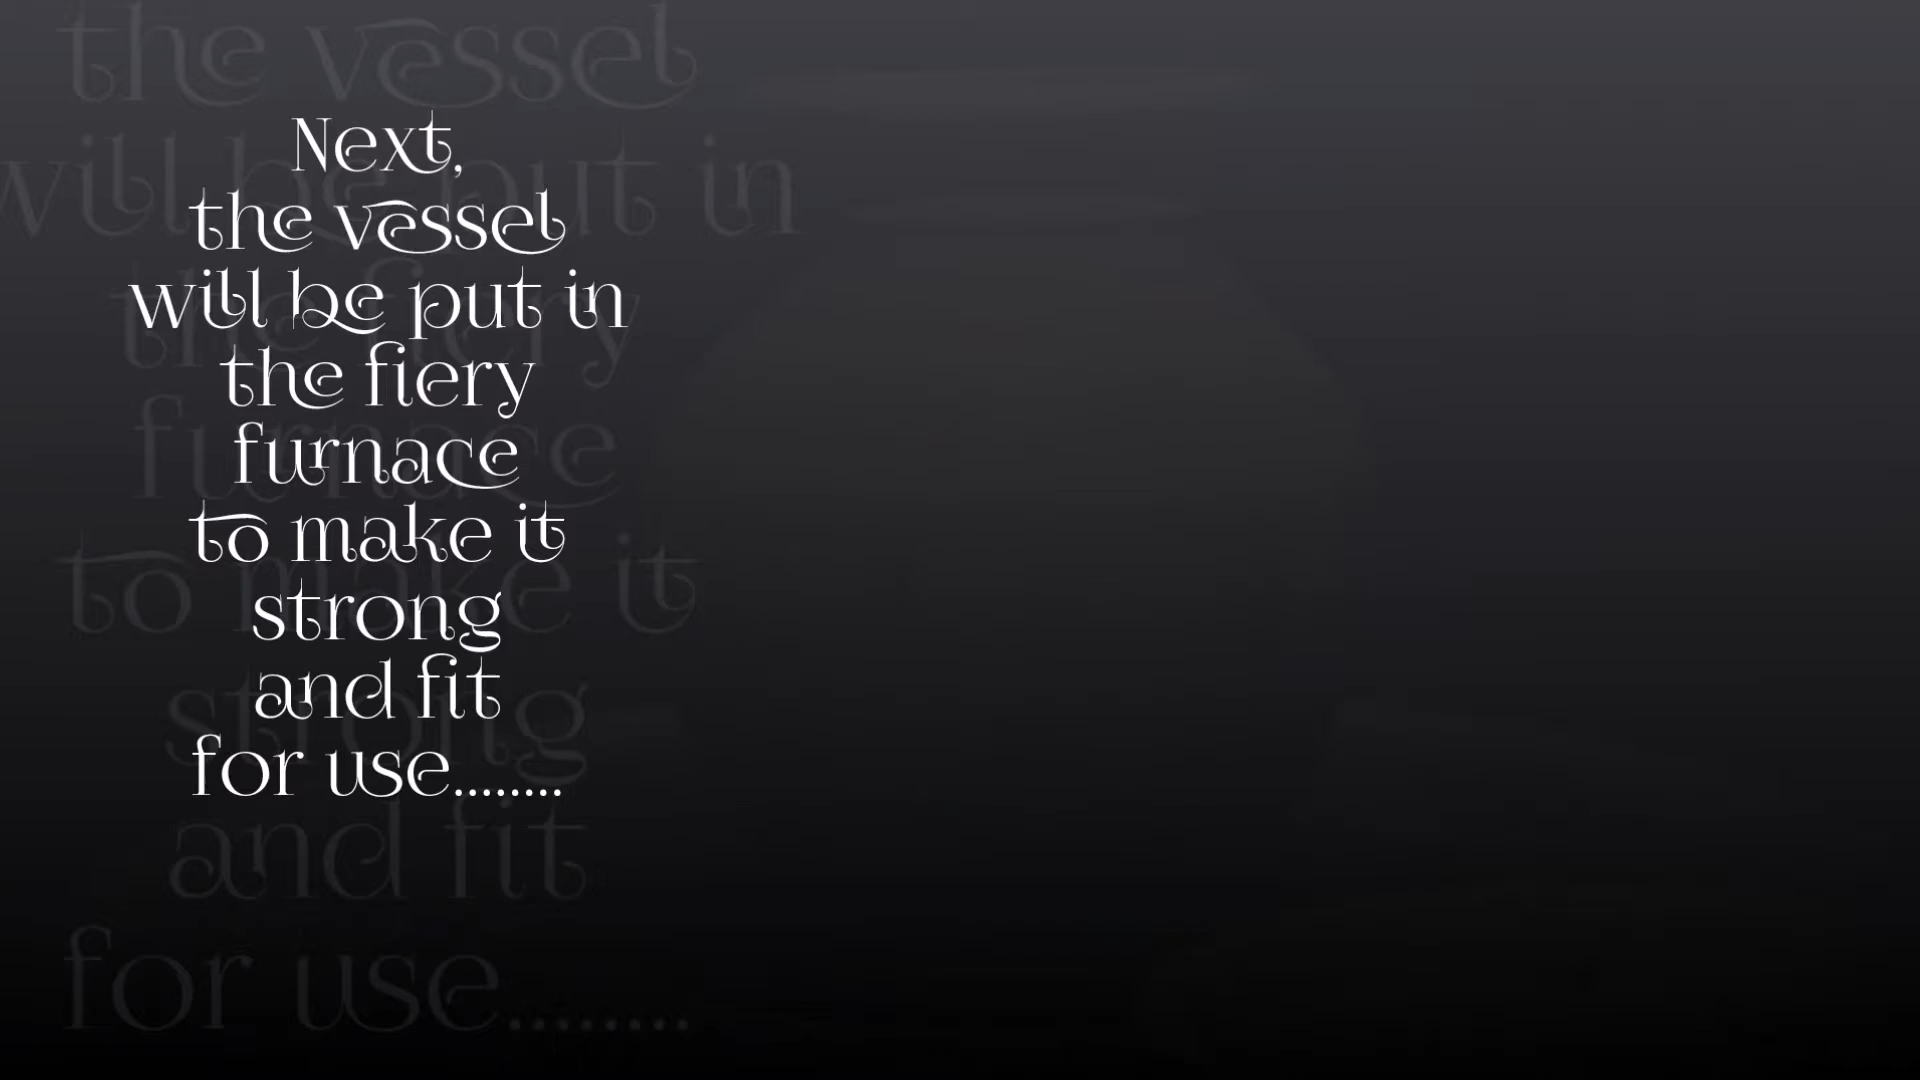 Next,
the vessel
will be put in
the fiery
furnace
to make it
strong
and fit
for use........